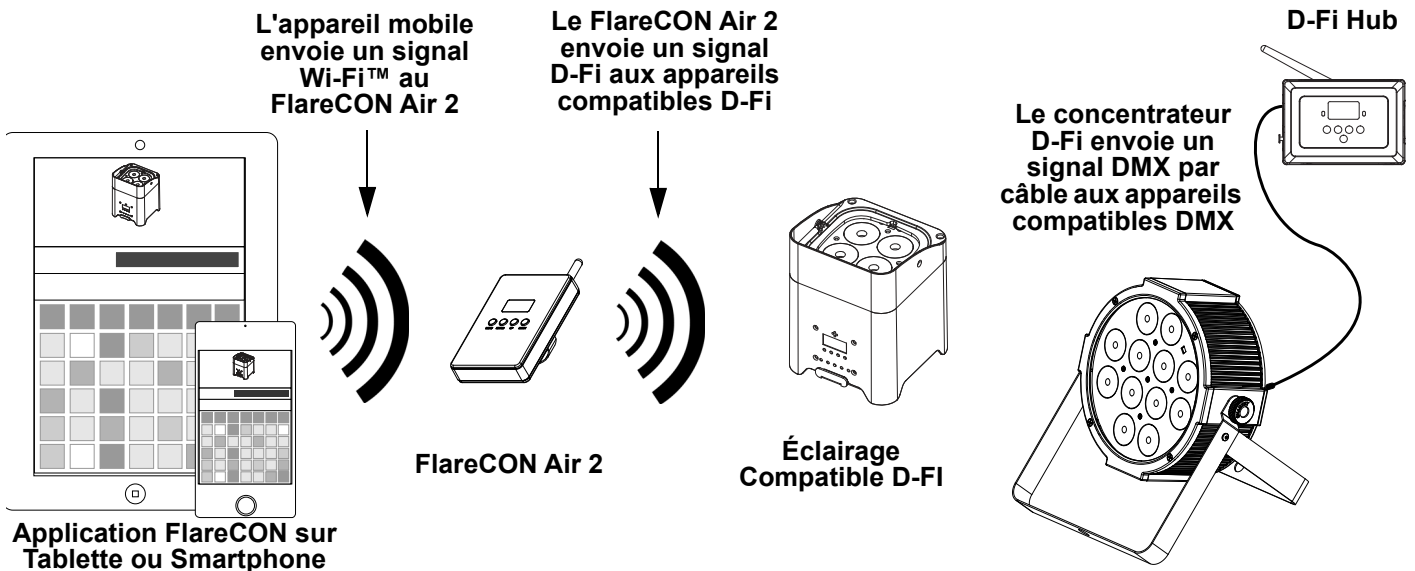 L'appareil mobile
envoie un signal
Wi-Fi™ au
FlareCON Air 2
Le FlareCON Air 2
envoie un signal
D-Fi aux appareils
compatibles D-Fi
D-Fi Hub
Le concentrateur
D-Fi envoie un
signal DMX par
câble aux appareils
compatibles DMX
FlareCON Air 2
Éclairage
Compatible D-FI
Application FlareCON sur
Tablette ou Smartphone